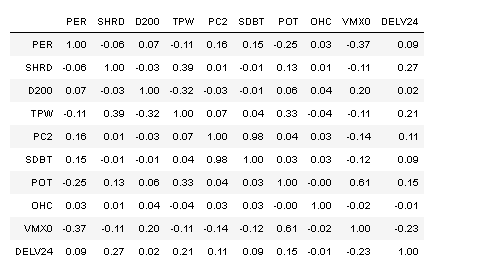 PER SHRD D200 TPW PC2 SDBT POT OHC VMX0 DELV24
PER 1.00 -0.06 0.07 -0.11 0.16 0.15 -0.25 0.03 -0.37 0.09
SHRD -0.06 1.00 -0.03 0.39 0.01 -0.01 0.13 0.01 -0.11 0.27
D200 0.07 -0.03 1.00 -0.32 -0.03 -0.01 0.06 0.04 0.20 0.02
TPW -0.11 0.39 -0.32 1.00 0.07 0.04 0.33 -0.04 -0.11 0.21
PC2 0.16 0.01 -0.03 0.07 1.00 0.98 0.04 0.03 -0.14 0.11
SDBT 0.15 -0.01 -0.01 0.04 0.98 1.00 0.03 0.03 -0.12 0.09
POT -0.25 0.13 0.06 0.33 0.04 0.03 1.00 -0.00 0.61 0.15
OHC 0.03 0.01 0.04 -0.04 0.03 0.03 -0.00 1.00 -0.02 -0.01
VMX0 -0.37 -0.11 0.20 -0.11 -0.14 -0.12 0.61 -0.02 1.00 -0.23
DELV24 0.09 0.27 0.02 0.21 0.11 0.09 0.15 -0.01 -0.23 1.00